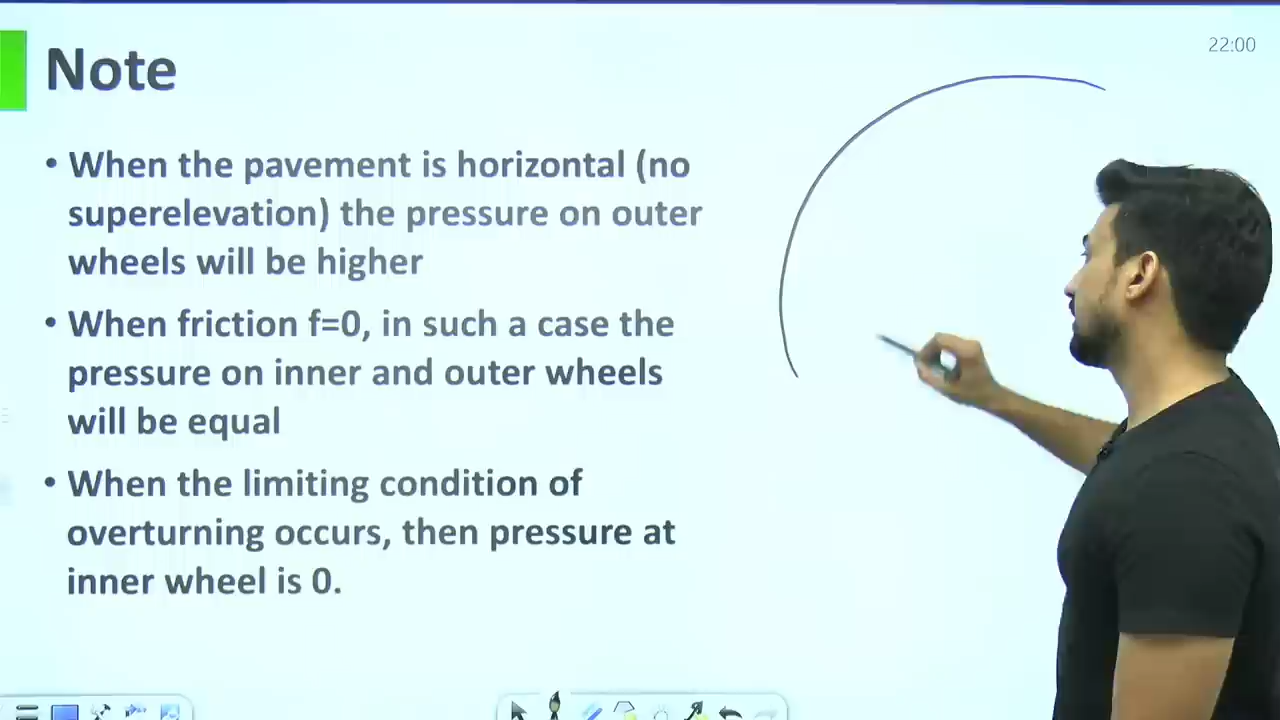 22:00
Note
• When the pavement is horizontal (no
superelevation) the pressure on outer
wheels will be higher
• When friction f=0, in such a case the
pressure on inner and outer wheels
will be equal
• When the limiting condition of
overturning occurs, then pressure at
inner wheel is 0.